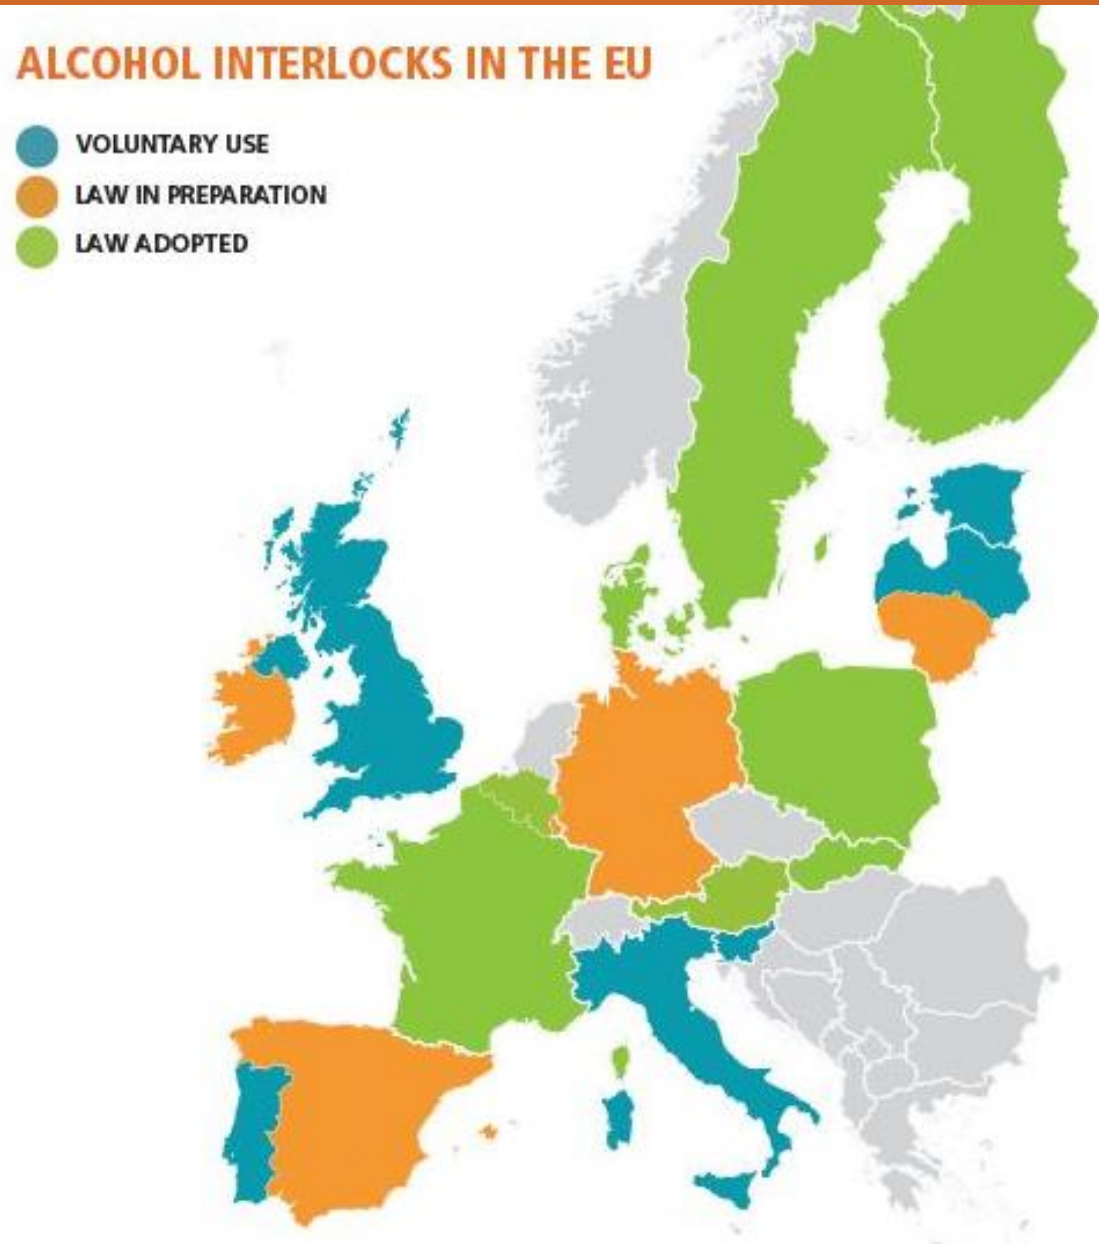 ALCOHOL INTERLOCKS IN THE EU
VOLUNTARY USE
LAW IN PREPARATION
LAW ADOPTED